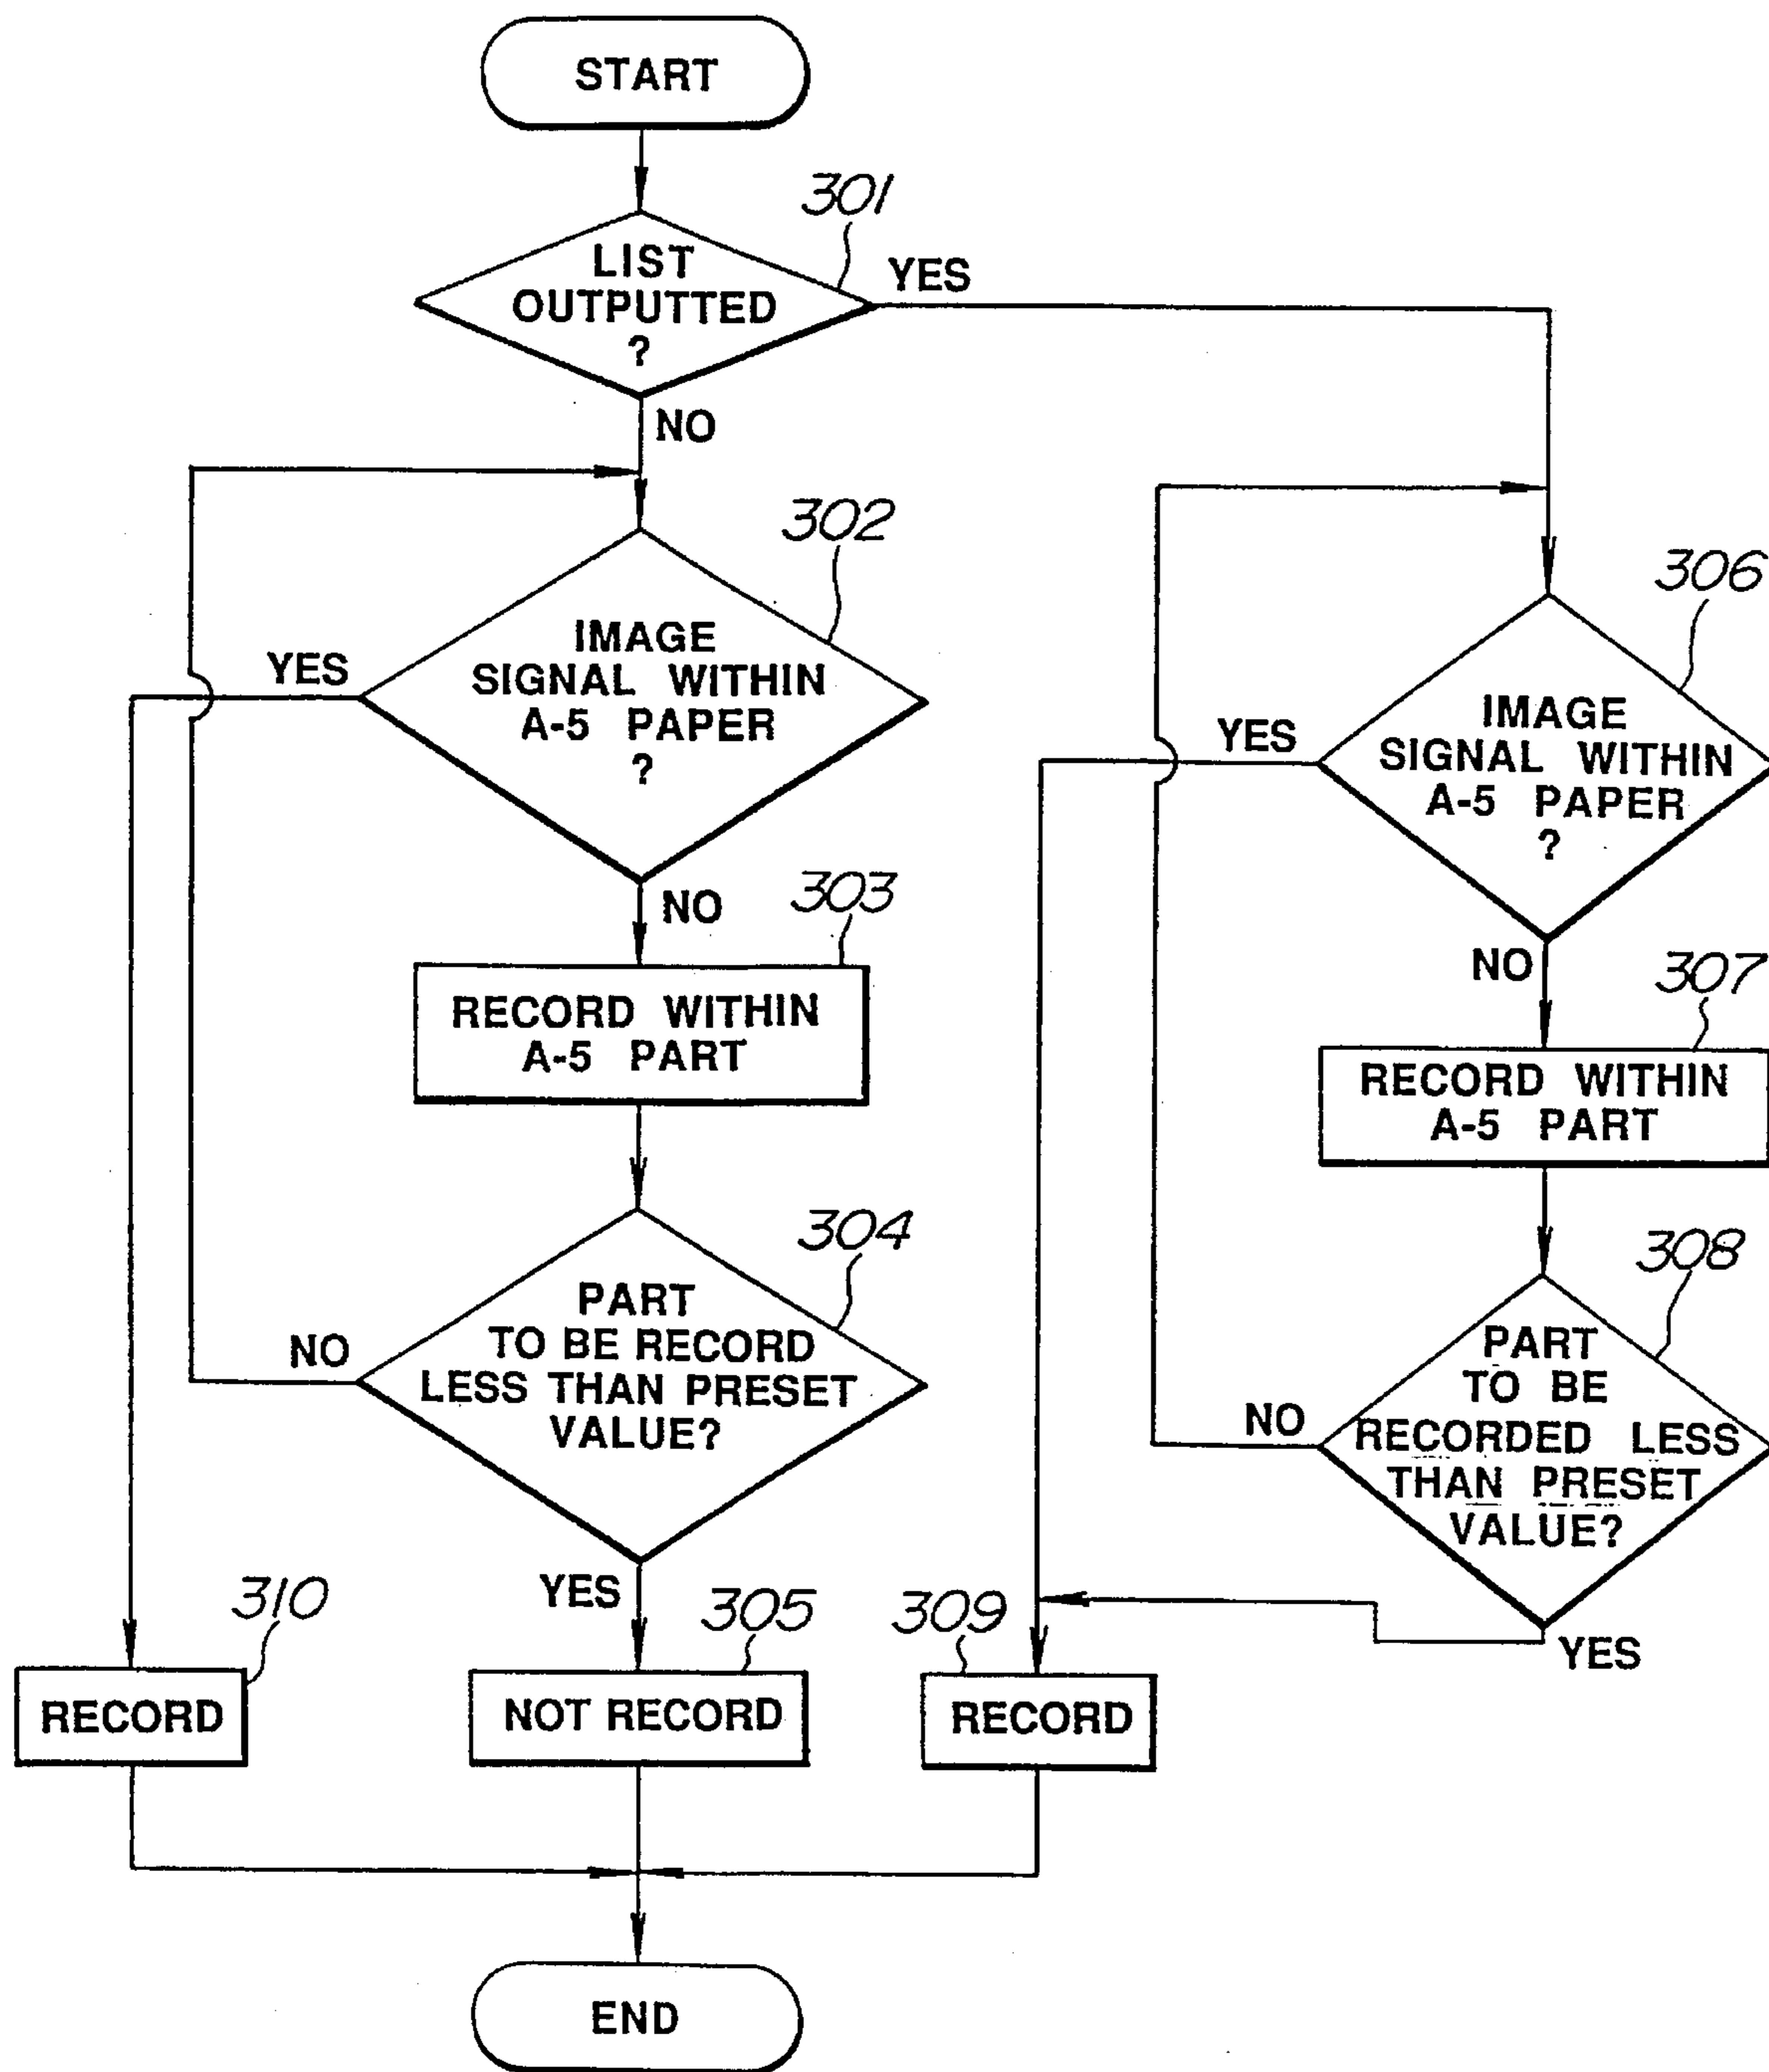 START
301
LIST
OUTPUTTED
?
YES
NO
302
IMAGE
SIGNAL WITHIN
A-5 PAPER
?
YES
NO
303
RECORD WITHIN
A-5 PART
304
PART
TO BE RECORD
LESS THAN PRESET
VALUE?
NO
YES
305
NOT RECORD
310
RECORD
306
IMAGE
SIGNAL WITHIN
A-5 PAPER
?
YES
NO
307
RECORD WITHIN
A-5 PART
308
PART
TO BE
RECORDED LESS
THAN PRESET
VALUE?
NO
YES
309
RECORD
END